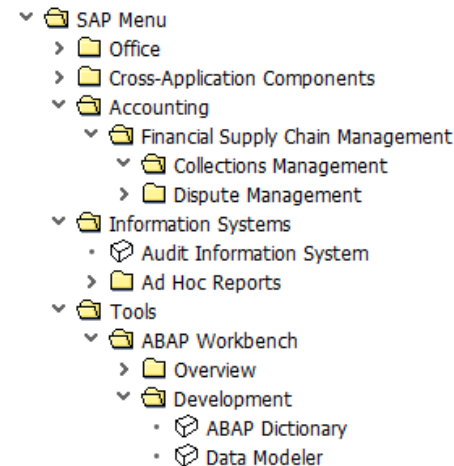 SAP Menu
Office
Cross-Application Components
Accounting
Financial Supply Chain Management
Collections Management
Dispute Management
Information Systems
Audit Information System
Ad Hoc Reports
Tools
ABAP Workbench
Overview
Development
ABAP Dictionary
Data Modeler